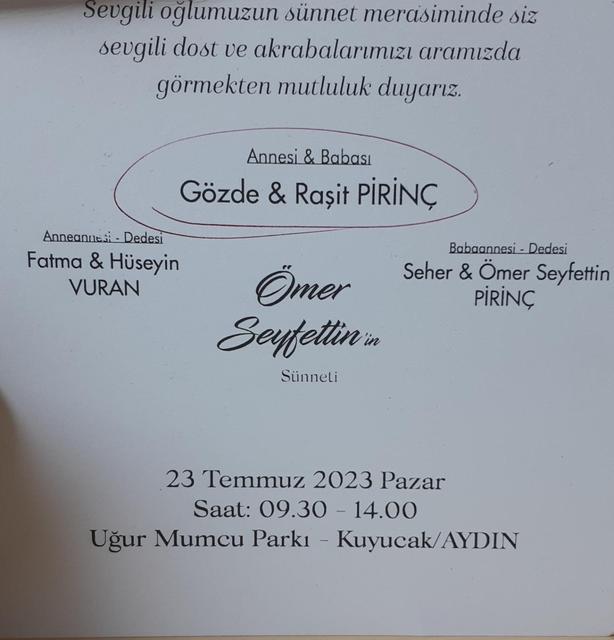 Sevgili oğlumuzun sünnet merasiminde siz
sevgili dost ve akrabalarımızı aramızda
görmekten mutluluk duyarız.
Annesi & Babası
Gözde & Raşit PİRİNÇ
Anneannesi - Dedesi
Fatma & Hüseyin
VURAN
Babaannesi - Dedesi
Seher & Ömer Seyfettin
PİRİNÇ
Ömer
Seyfettin'in
Sünneti
23 Temmuz 2023 Pazar
Saat: 09.30 - 14.00
Uğur Mumcu Parkı - Kuyucak/AYDIN